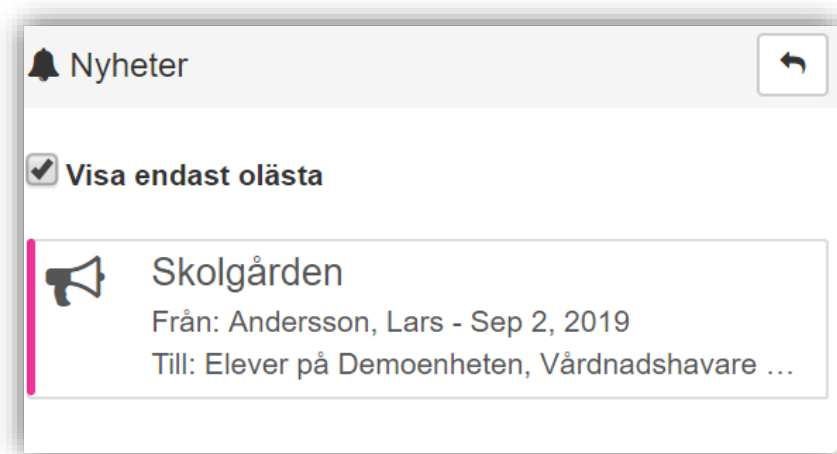 Nyheter
Visa endast olästa
Skolgården
Från: Andersson, Lars - Sep 2, 2019
Till: Elever på Demoenheten, Vårdnadshavare …